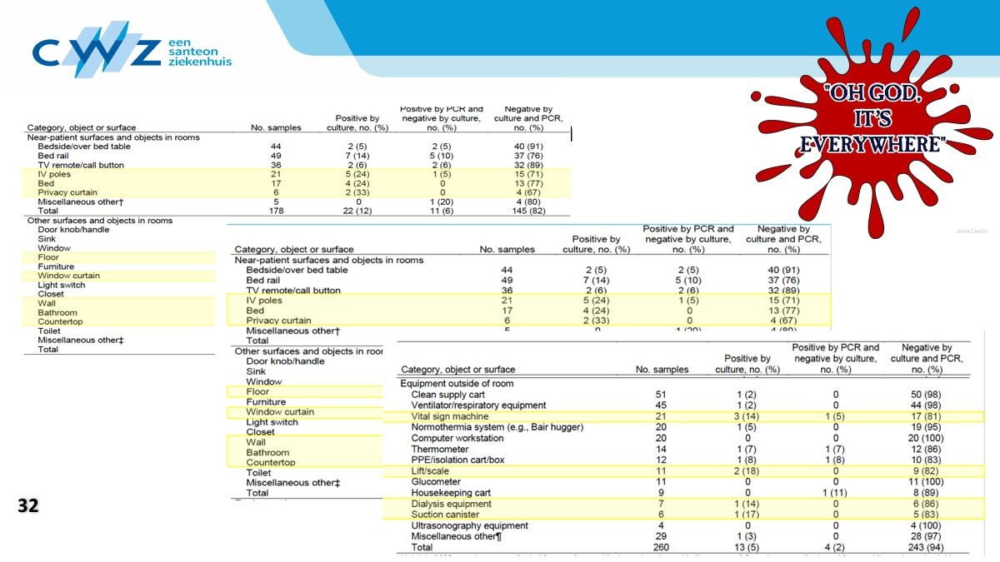 CWZ een
santeon
ziekenhuis
"OH GOD,
IT'S
EVERYWHERE"
Jamie Cendio
Category, object or surface No. samples Positive by culture, no. (%) Positive by PCR and negative by culture, no. (%) Negative by culture and PCR, no. (%)
Near-patient surfaces and objects in rooms
Bedside/over bed table 44 2 (5) 2 (5) 40 (91)
Bed rail 49 7 (14) 5 (10) 37 (76)
TV remote/call button 36 2 (6) 2 (6) 32 (89)
IV poles 21 5 (24) 1 (5) 15 (71)
Bed 17 4 (24) 0 13 (77)
Privacy curtain 6 2 (33) 0 4 (67)
Miscellaneous other† 5 0 1 (20) 4 (80)
Total 178 22 (12) 11 (6) 145 (82)
Other surfaces and objects in rooms
Door knob/handle
Sink
Window
Floor
Furniture
Window curtain
Light switch
Closet
Wall
Bathroom
Countertop
Toilet
Miscellaneous other‡
Total
Category, object or surface No. samples Positive by culture, no. (%) Positive by PCR and negative by culture, no. (%) Negative by culture and PCR, no. (%)
Near-patient surfaces and objects in rooms
Bedside/over bed table 44 2 (5) 2 (5) 40 (91)
Bed rail 49 7 (14) 5 (10) 37 (76)
TV remote/call button 36 2 (6) 2 (6) 32 (89)
IV poles 21 5 (24) 1 (5) 15 (71)
Bed 17 4 (24) 0 13 (77)
Privacy curtain 6 2 (33) 0 4 (67)
Miscellaneous other† 5 0 1 (20) 4 (80)
Total
Other surfaces and objects in roor
Door knob/handle
Sink
Window
Floor
Furniture
Window curtain
Light switch
Closet
Wall
Bathroom
Countertop
Toilet
Miscellaneous other‡
Total
Category, object or surface No. samples Positive by culture, no. (%) Positive by PCR and negative by culture, no. (%) Negative by culture and PCR, no. (%)
Equipment outside of room
Clean supply cart 51 1 (2) 0 50 (98)
Ventilator/respiratory equipment 45 1 (2) 0 44 (98)
Vital sign machine 21 3 (14) 1 (5) 17 (81)
Normothermia system (e.g., Bair hugger) 20 1 (5) 0 19 (95)
Computer workstation 20 0 0 20 (100)
Thermometer 14 1 (7) 1 (7) 12 (86)
PPE/isolation cart/box 12 1 (8) 1 (8) 10 (83)
Lift/scale 11 2 (18) 0 9 (82)
Glucometer 11 0 0 11 (100)
Housekeeping cart 9 0 1 (11) 8 (89)
Dialysis equipment 7 1 (14) 0 6 (86)
Suction canister 6 1 (17) 0 5 (83)
Ultrasonography equipment 4 0 0 4 (100)
Miscellaneous other¶ 29 1 (3) 0 28 (97)
Total 260 13 (5) 4 (2) 243 (94)
32